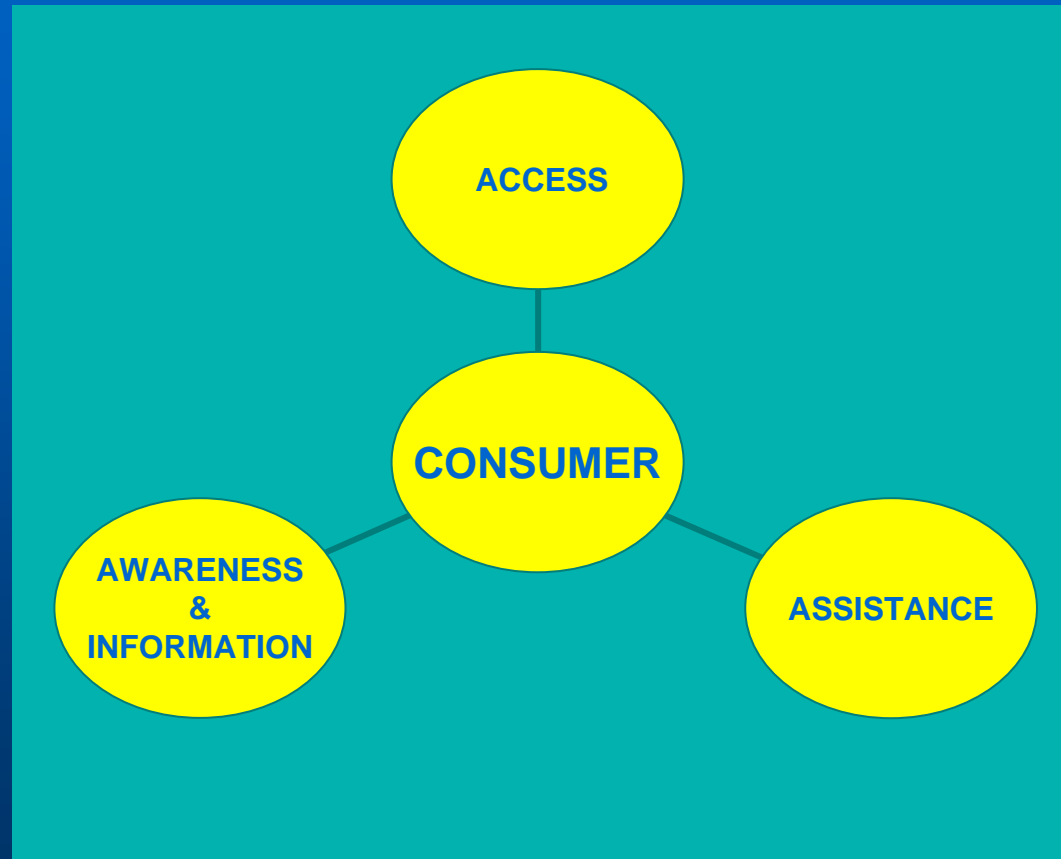 ACCESS
CONSUMER
AWARENESS
&
INFORMATION
ASSISTANCE